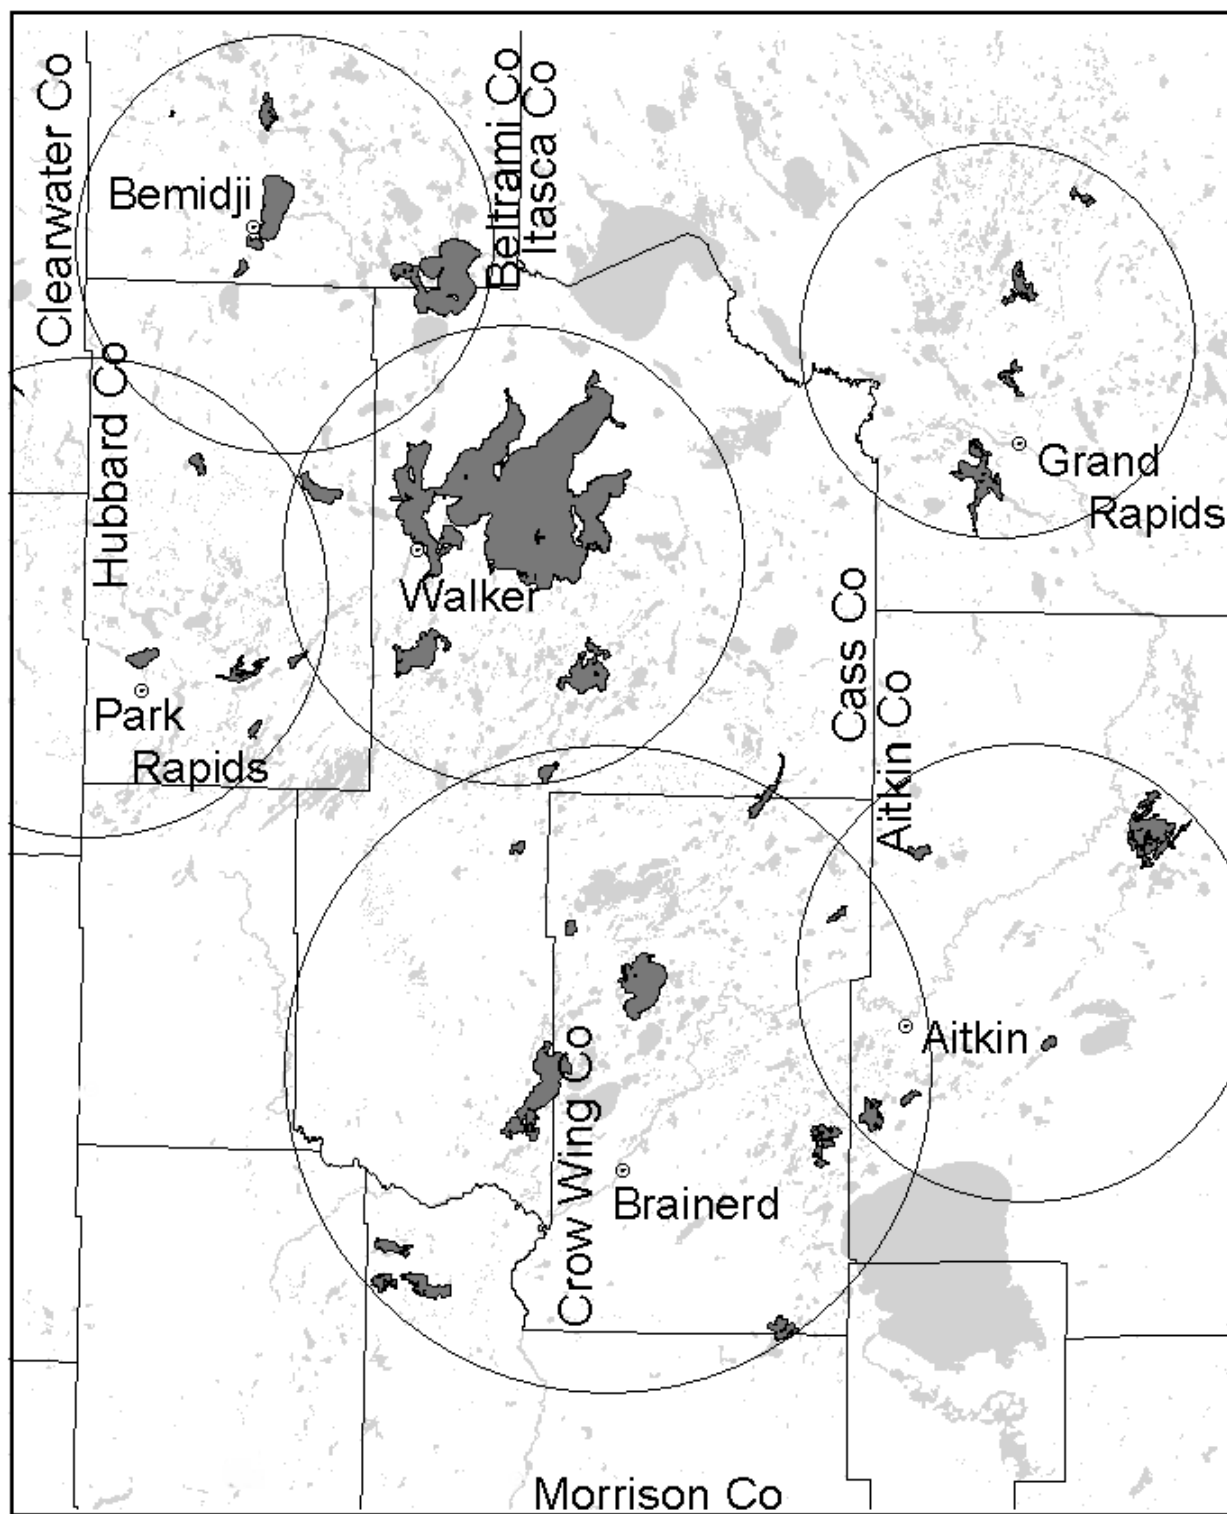 Clearwater Co
Beltrami Co
Itasca Co
Bemidji
Hubbard Co
Grand
Rapids
Walker
Cass Co
Park
Rapids
Aitkin Co
Aitkin
Crow Wing Co
Brainerd
Morrison Co